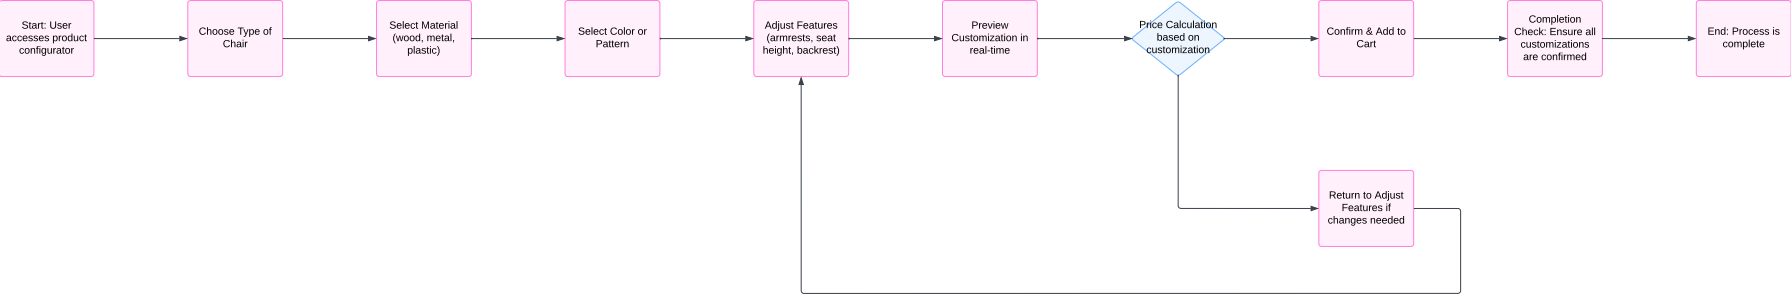 Start: User
accesses product
configurator
Choose Type of
Chair
Select Material
(wood, metal,
plastic)
Select Color or
Pattern
Adjust Features
(armrests, seat
height, backrest)
Preview
Customization in
real-time
Price Calculation
based on
customization
Confirm & Add to
Cart
Completion
Check: Ensure all
customizations
are confirmed
End: Process is
complete
Return to Adjust
Features if
changes needed